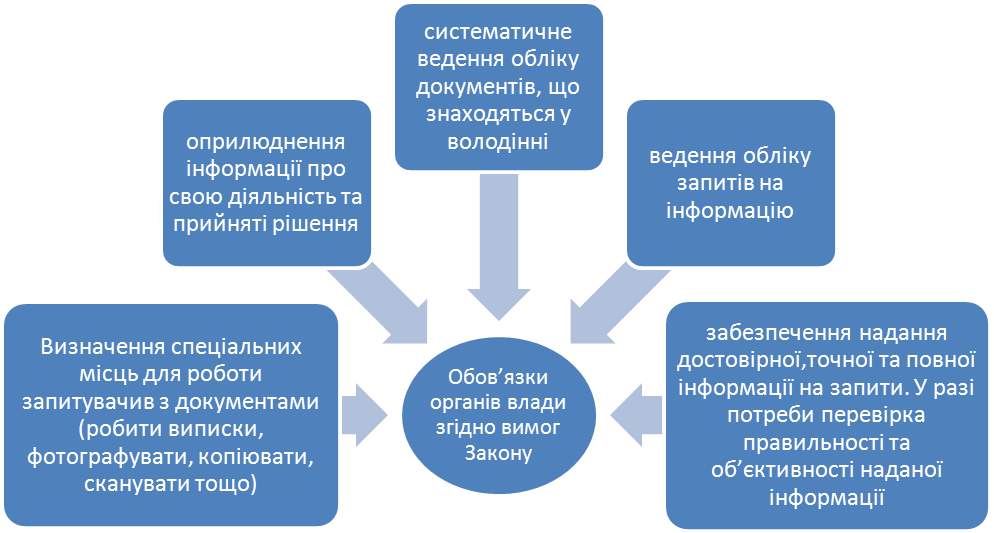 систематичне
ведення обліку
документів, що
знаходяться у
володінні
оприлюднення
інформації про
свою діяльність та
прийняті рішення
ведення обліку
запитів на
інформацію
Визначення спеціальних
місць для роботи
запитувачив з документами
(робити виписки,
фотографувати, копіювати,
сканувати тощо)
Обов’язки
органів влади
згідно вимог
Закону
забезпечення надання
достовірної,точної та повної
інформації на запити. У разі
потреби перевірка
правильності та
об’єктивності наданої
інформації